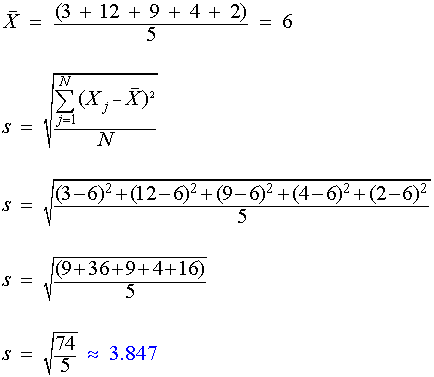 X̄ = (3 + 12 + 9 + 4 + 2) / 5 = 6
s = √(∑_{j=1}^{N} (X_j − X̄)² / N)
s = √((3−6)²+(12−6)²+(9−6)²+(4−6)²+(2−6)² / 5)
s = √((9+36+9+4+16) / 5)
s = √(74 / 5) ≈ 3.847